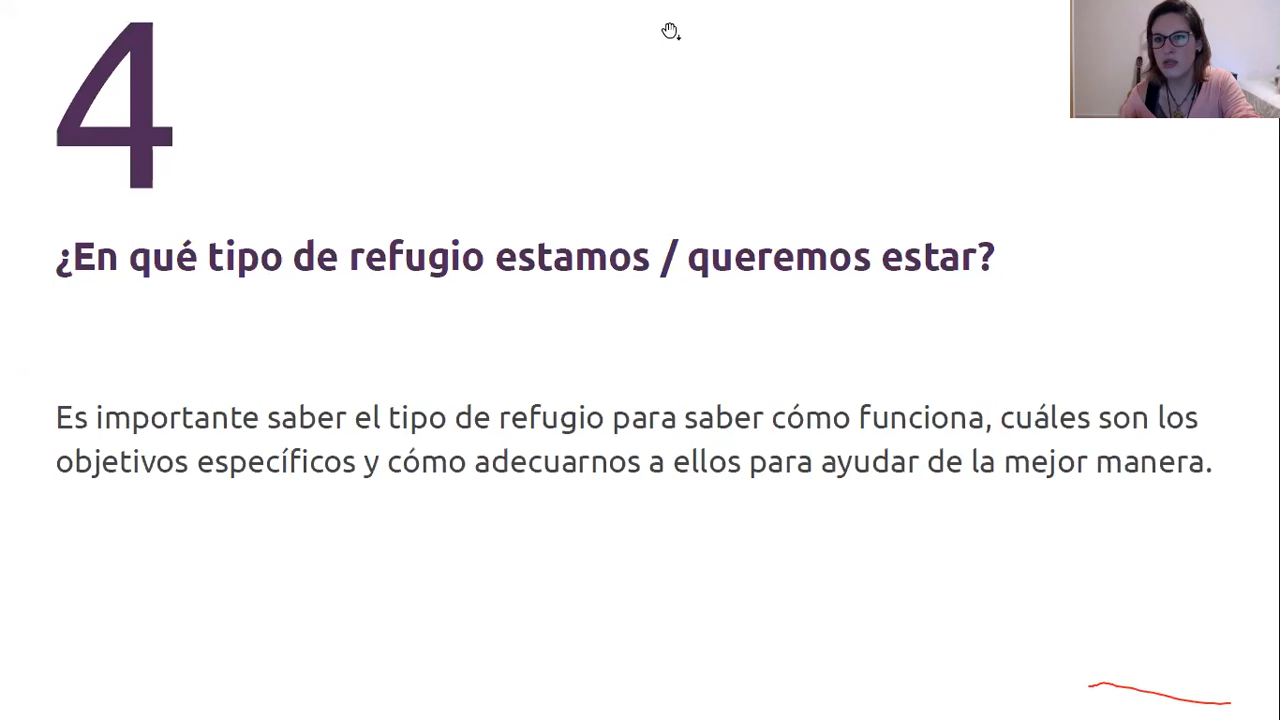 4
¿En qué tipo de refugio estamos / queremos estar?
Es importante saber el tipo de refugio para saber cómo funciona, cuáles son los
objetivos específicos y cómo adecuarnos a ellos para ayudar de la mejor manera.